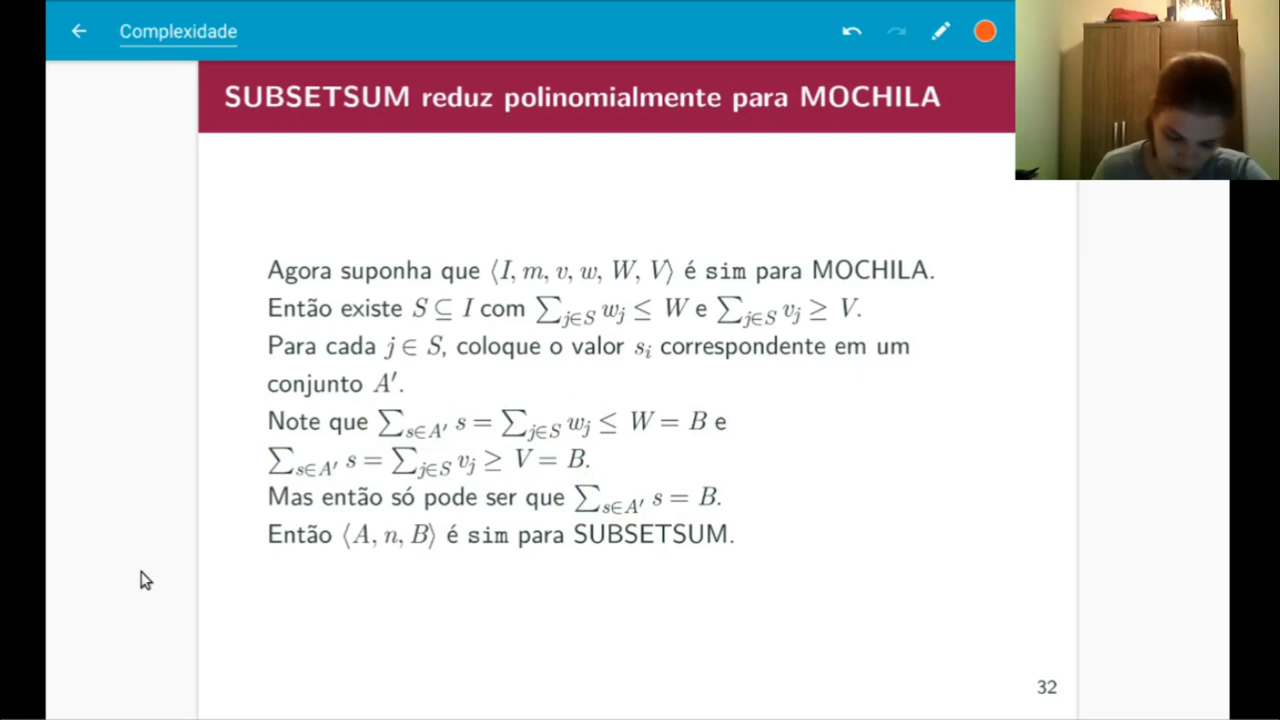 Complexidade
SUBSETSUM reduz polinomialmente para MOCHILA
Agora suponha que ⟨I, m, v, w, W, V⟩ é sim para MOCHILA.
Então existe S ⊆ I com ∑_{j∈S} w_j ≤ W e ∑_{j∈S} v_j ≥ V.
Para cada j ∈ S, coloque o valor s_i correspondente em um
conjunto A′.
Note que ∑_{s∈A′} s = ∑_{j∈S} w_j ≤ W = B e
∑_{s∈A′} s = ∑_{j∈S} v_j ≥ V = B.
Mas então só pode ser que ∑_{s∈A′} s = B.
Então ⟨A, n, B⟩ é sim para SUBSETSUM.
32